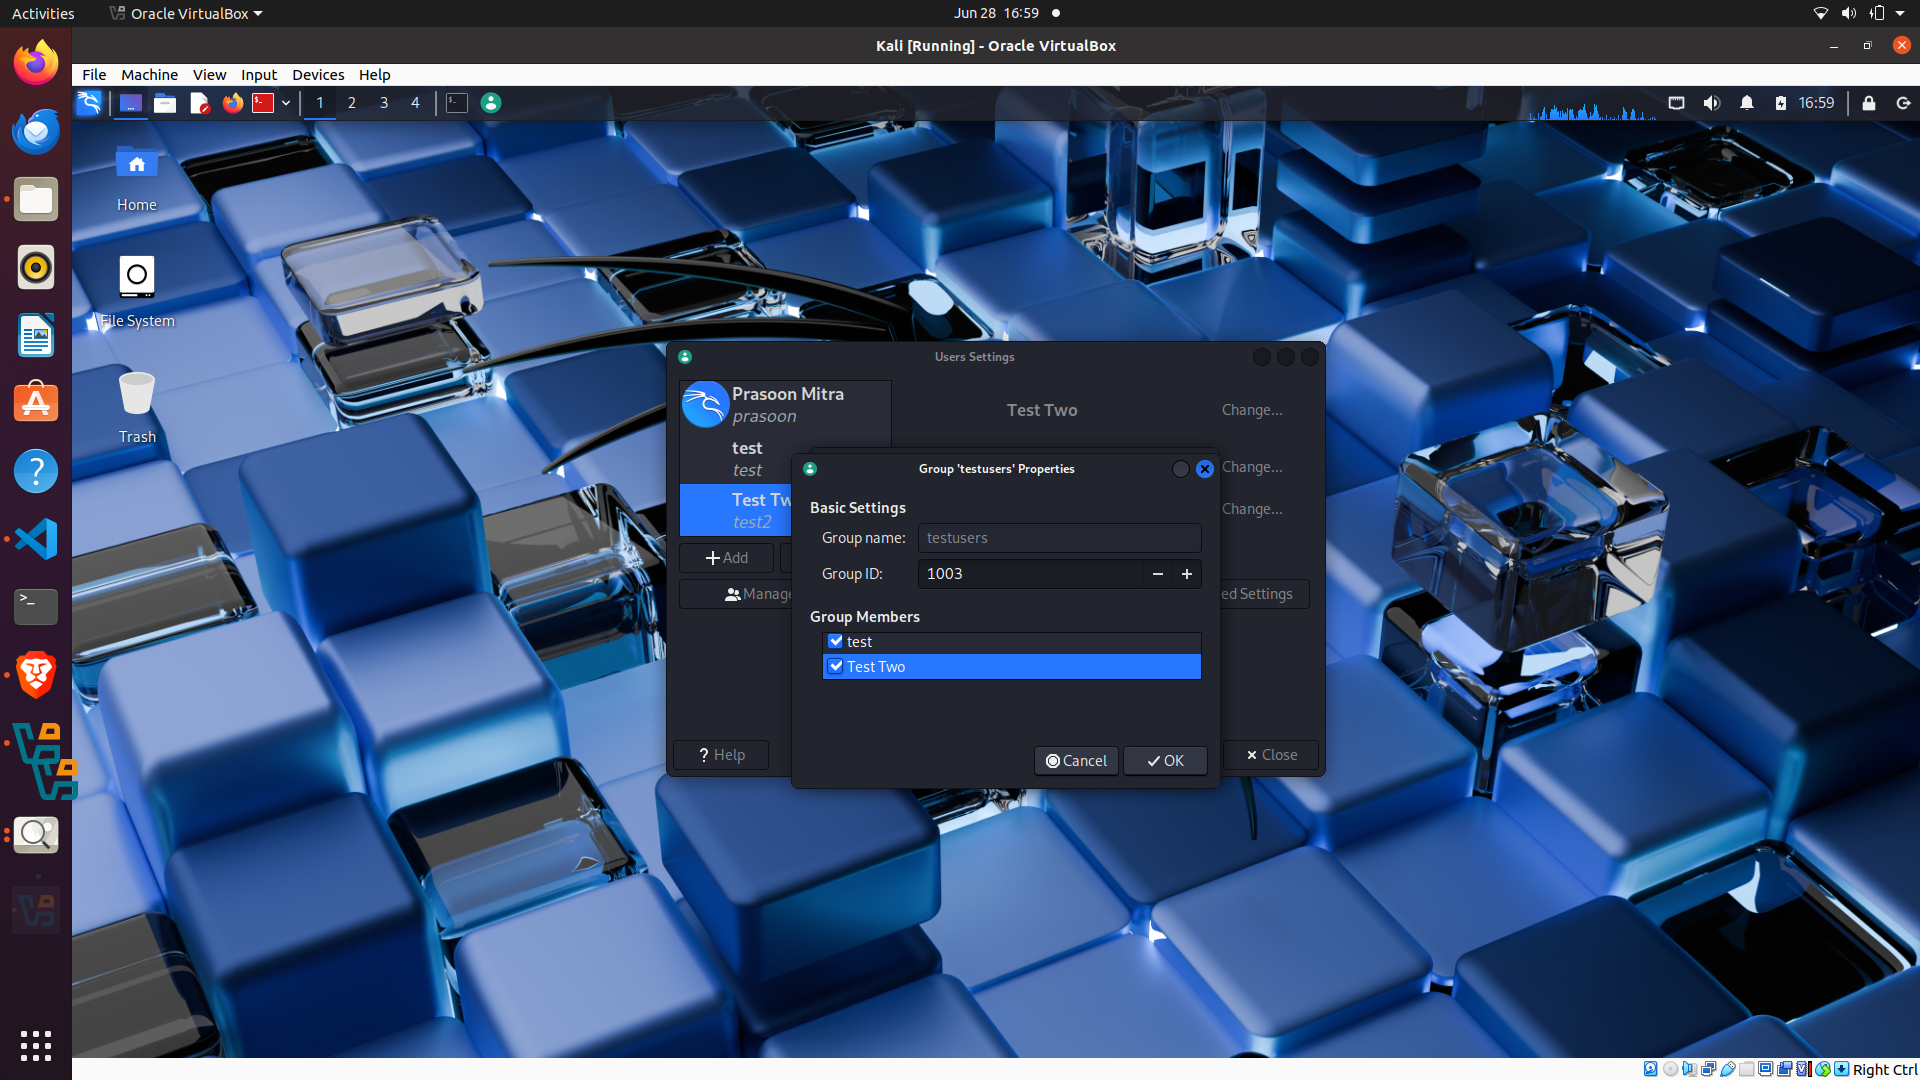 Activities
Oracle VirtualBox
Jun 28 16:59
Kali [Running] - Oracle VirtualBox
File Machine View Input Devices Help
1 2 3 4
16:59
Home
File System
Trash
Users Settings
Prasoon Mitra
prasoon
test
test
Test Tw
test2
Test Two
Change...
Change...
Change...
Add
Manage
ed Settings
Help
Close
Group 'testusers' Properties
Basic Settings
Group name: testusers
Group ID: 1003
Group Members
test
Test Two
Cancel
OK
Right Ctrl